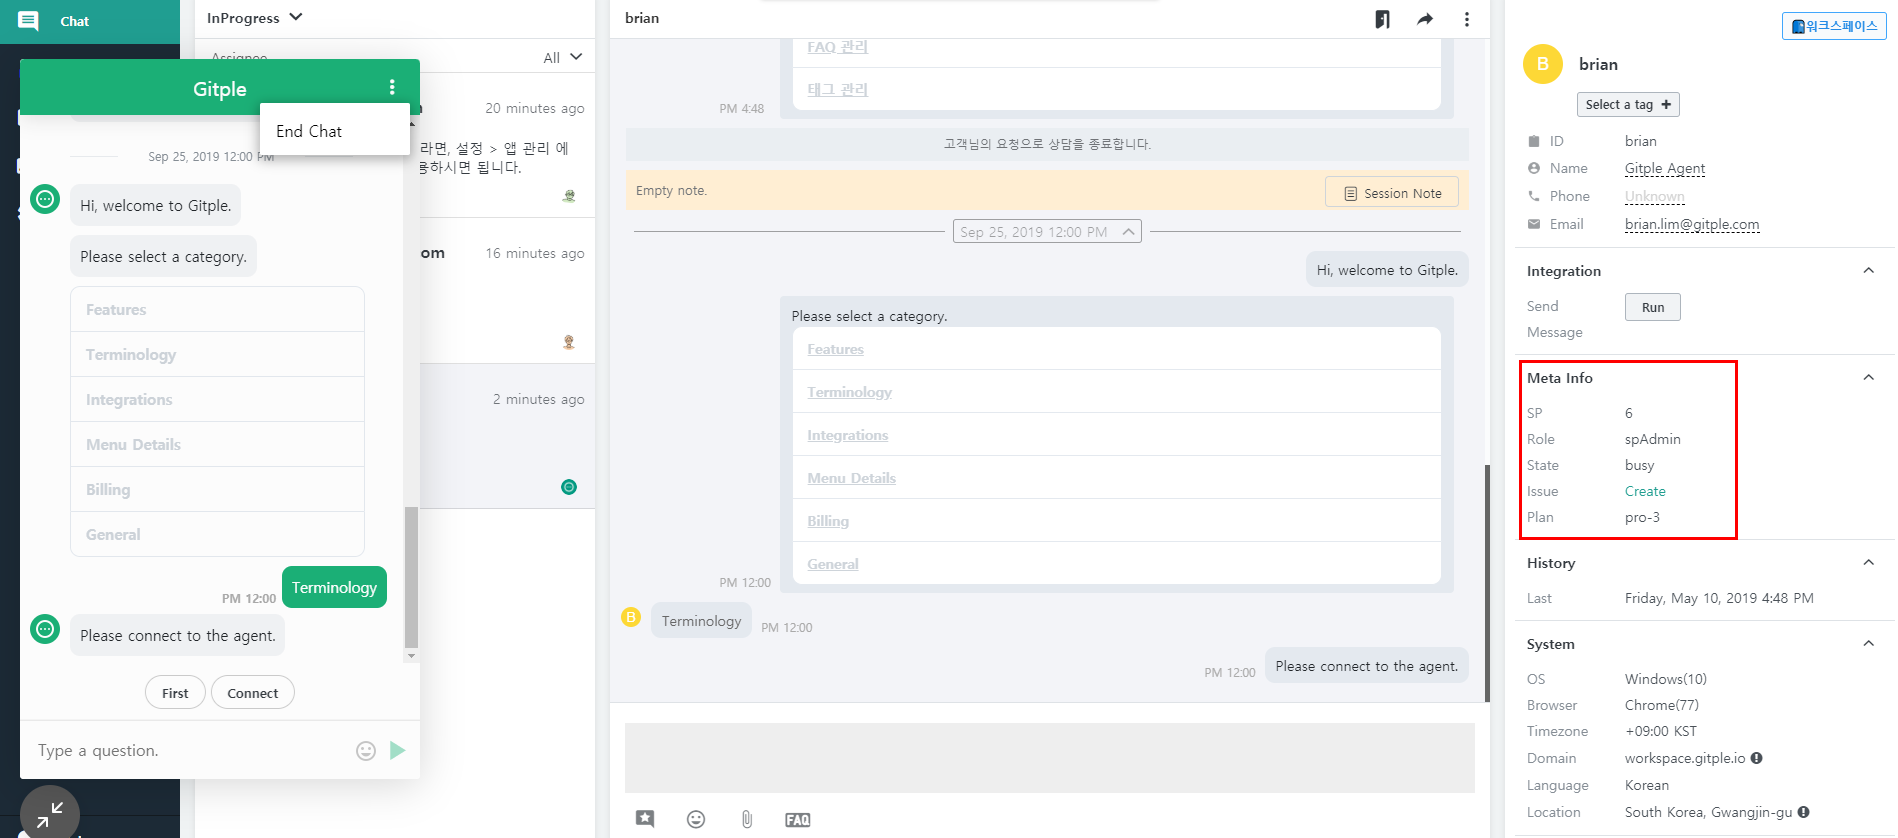 Chat
InProgress
Assignee
All
20 minutes ago
라면, 설정 > 앱 관리 에
용하시면 됩니다.
om
16 minutes ago
2 minutes ago
Gitple
End Chat
Sep 25, 2019 12:00 PM
Hi, welcome to Gitple.
Please select a category.
Features
Terminology
Integrations
Menu Details
Billing
General
Terminology
PM 12:00
Please connect to the agent.
First
Connect
Type a question.
brian
FAQ 관리
태그 관리
PM 4:48
고객님의 요청으로 상담을 종료합니다.
Empty note.
Session Note
Sep 25, 2019 12:00 PM
Hi, welcome to Gitple.
Please select a category.
Features
Terminology
Integrations
Menu Details
Billing
General
PM 12:00
B
Terminology
PM 12:00
PM 12:00
Please connect to the agent.
FAQ
워크스페이스
B
brian
Select a tag +
ID brian
Name Gitple Agent
Phone Unknown
Email brian.lim@gitple.com
Integration
Send
Message
Run
Meta Info
SP 6
Role spAdmin
State busy
Issue Create
Plan pro-3
History
Last Friday, May 10, 2019 4:48 PM
System
OS Windows(10)
Browser Chrome(77)
Timezone +09:00 KST
Domain workspace.gitple.io
Language Korean
Location South Korea, Gwangjin-gu